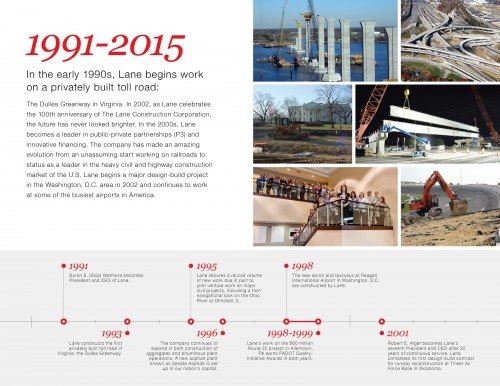 1991-2015
In the early 1990s, Lane begins work
on a privately built toll road:
The Dulles Greenway in Virginia. In 2002, as Lane celebrates
the 100th anniversary of The Lane Construction Corporation,
the future has never looked brighter. In the 2000s, Lane
becomes a leader in public-private partnerships (P3) and
innovative financing. The company has made an amazing
evolution from an unassuming start working on railroads to
status as a leader in the heavy civil and highway construction
market of the U.S. Lane begins a major design-build project
in the Washington, D.C. area in 2002 and continues to work
at some of the busiest airports in America.
1991
Byron E. (Skip) Wetmore becomes
President and CEO of Lane.
1995
Lane secures a record volume
of new work due in part to
joint venture work on major
civil projects, including a twin
navigational lock on the Ohio
River at Olmsted, IL.
1998
The new apron and taxiways at Reagan
International Airport in Washington, D.C.
are constructed by Lane.
1993
Lane constructs the first
privately built toll road in
Virginia: the Dulles Greenway.
1996
The company continues to
expand in both construction of
aggregates and bituminous plant
operations. A new asphalt plant
known as Senate Asphalt is set
up in our nation's capital.
1998-1999
Lane's work on the $60 million
Route 22 project in Allentown,
PA earns PADOT Quality-
Initiative Awards in both years.
2001
Robert E. Alger becomes Lane's
seventh President and CEO after 22
years of continuous service. Lane
completes its first design-build contract
for runway reconstruction at Tinker Air
Force Base in Oklahoma.